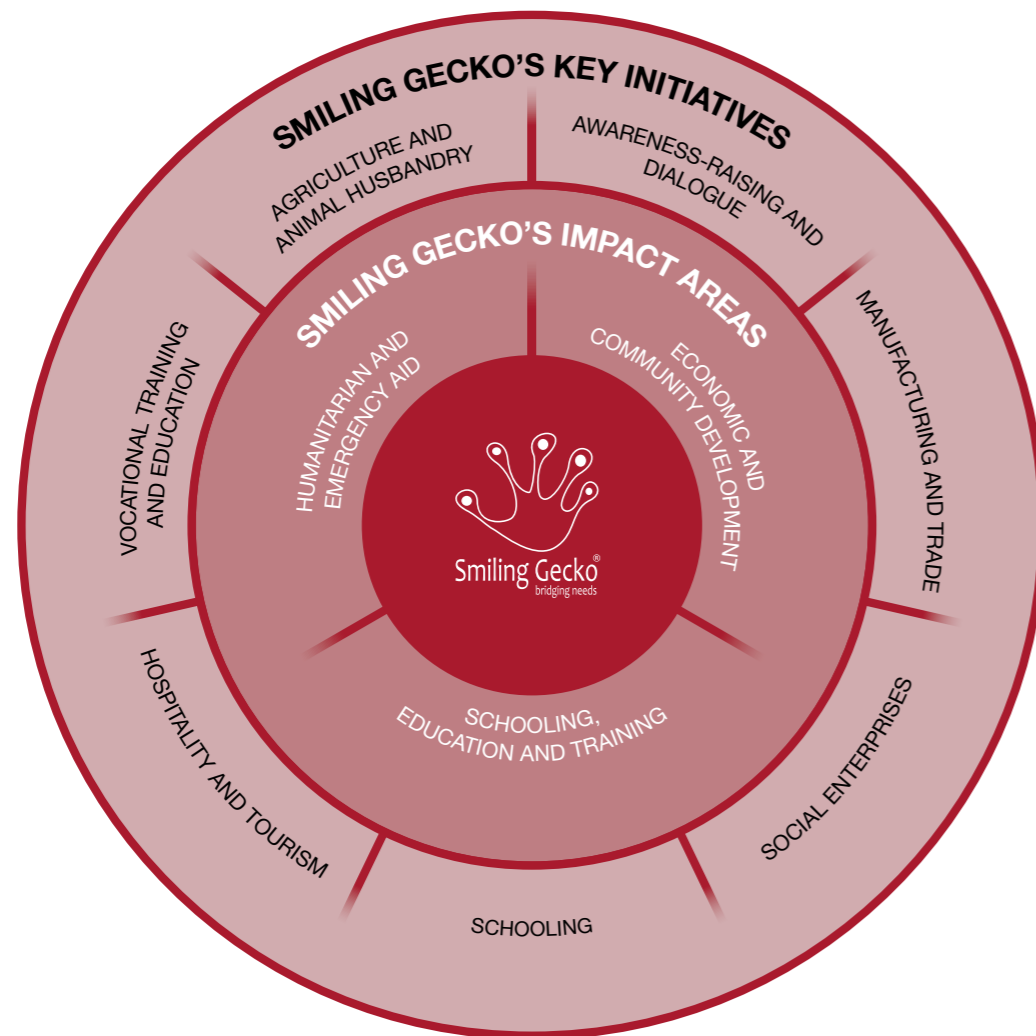 SMILING GECKO'S KEY INITIATIVES
AGRICULTURE AND
ANIMAL HUSBANDRY
AWARENESS-RAISING AND
DIALOGUE
MANUFACTURING AND TRADE
SOCIAL ENTERPRISES
SCHOOLING
HOSPITALITY AND TOURISM
VOCATIONAL TRAINING
AND EDUCATION
SMILING GECKO'S IMPACT AREAS
HUMANITARIAN AND
EMERGENCY AID
ECONOMIC AND
COMMUNITY DEVELOPMENT
SCHOOLING,
EDUCATION AND TRAINING
Smiling Gecko®
bridging needs